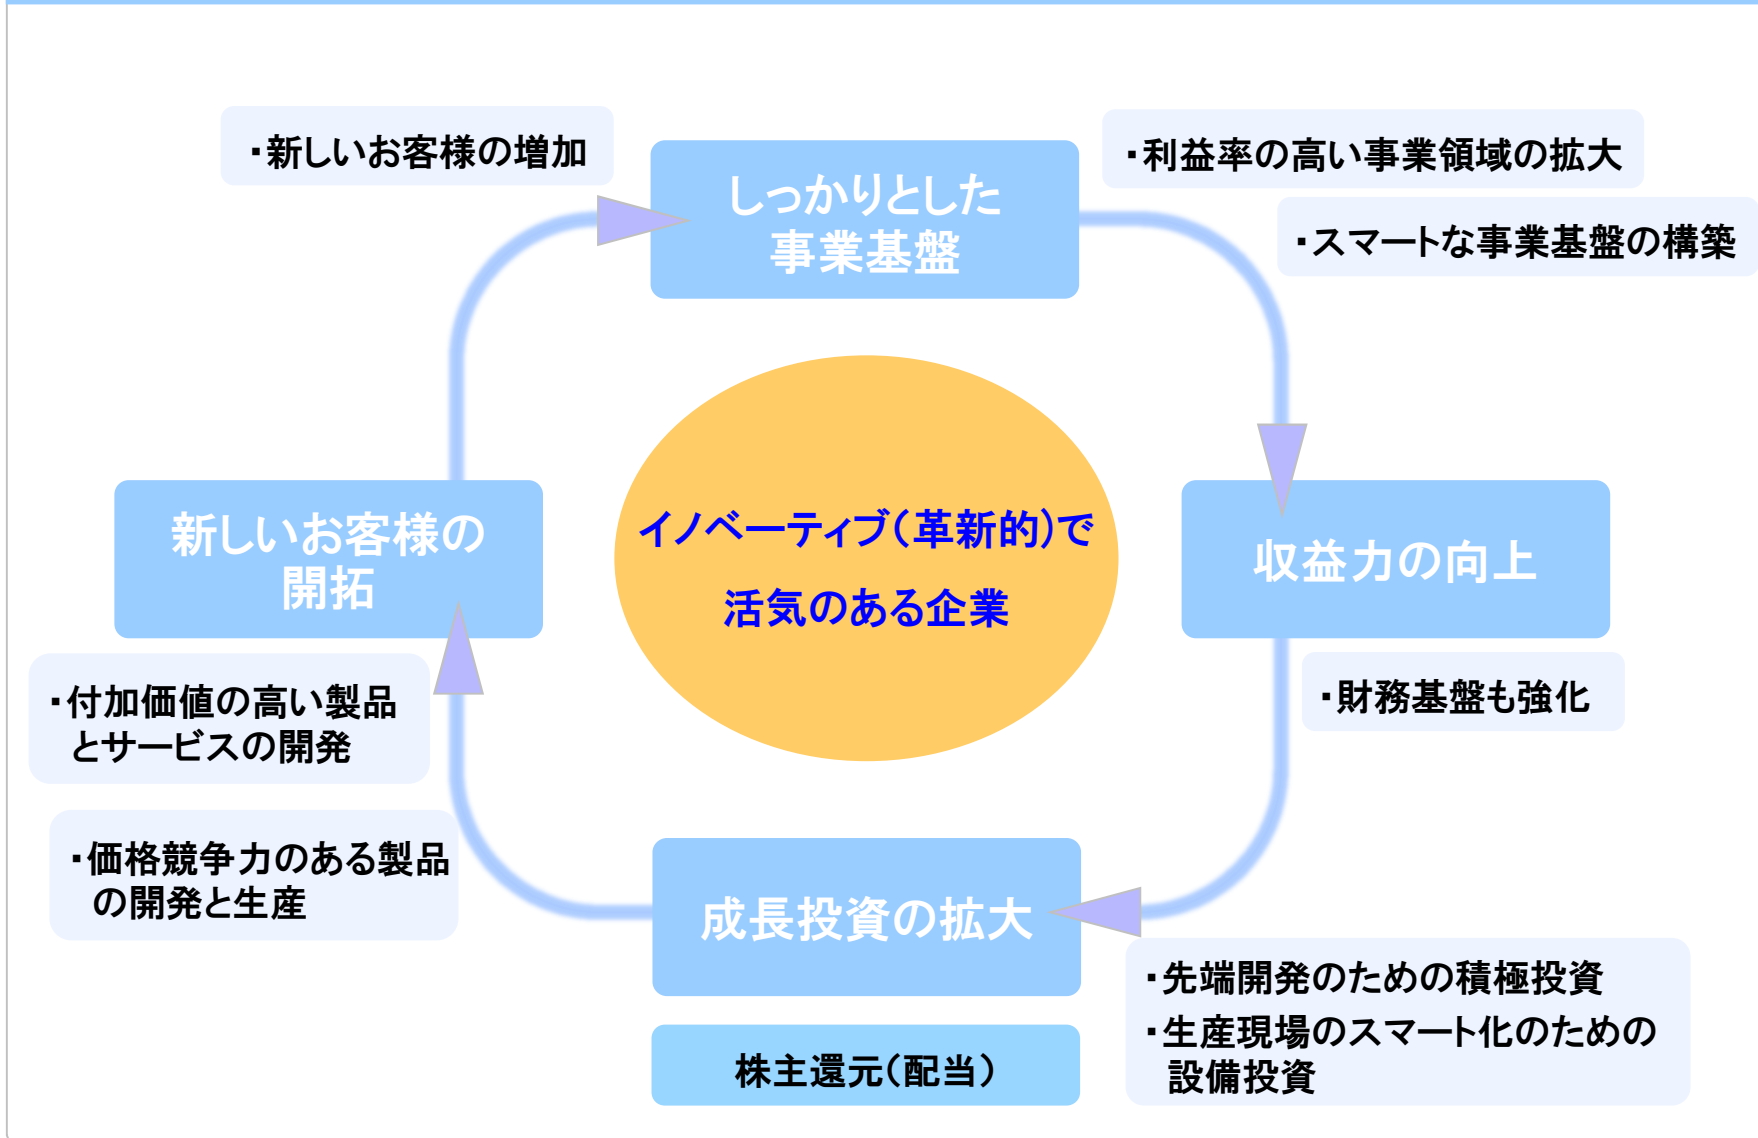 ・新しいお客様の増加
しっかりとした
事業基盤
・利益率の高い事業領域の拡大
・スマートな事業基盤の構築
新しいお客様の
開拓
イノベーティブ（革新的）で
活気のある企業
収益力の向上
・付加価値の高い製品
とサービスの開発
・財務基盤も強化
・価格競争力のある製品
の開発と生産
成長投資の拡大
・先端開発のための積極投資
・生産現場のスマート化のための
設備投資
株主還元（配当）